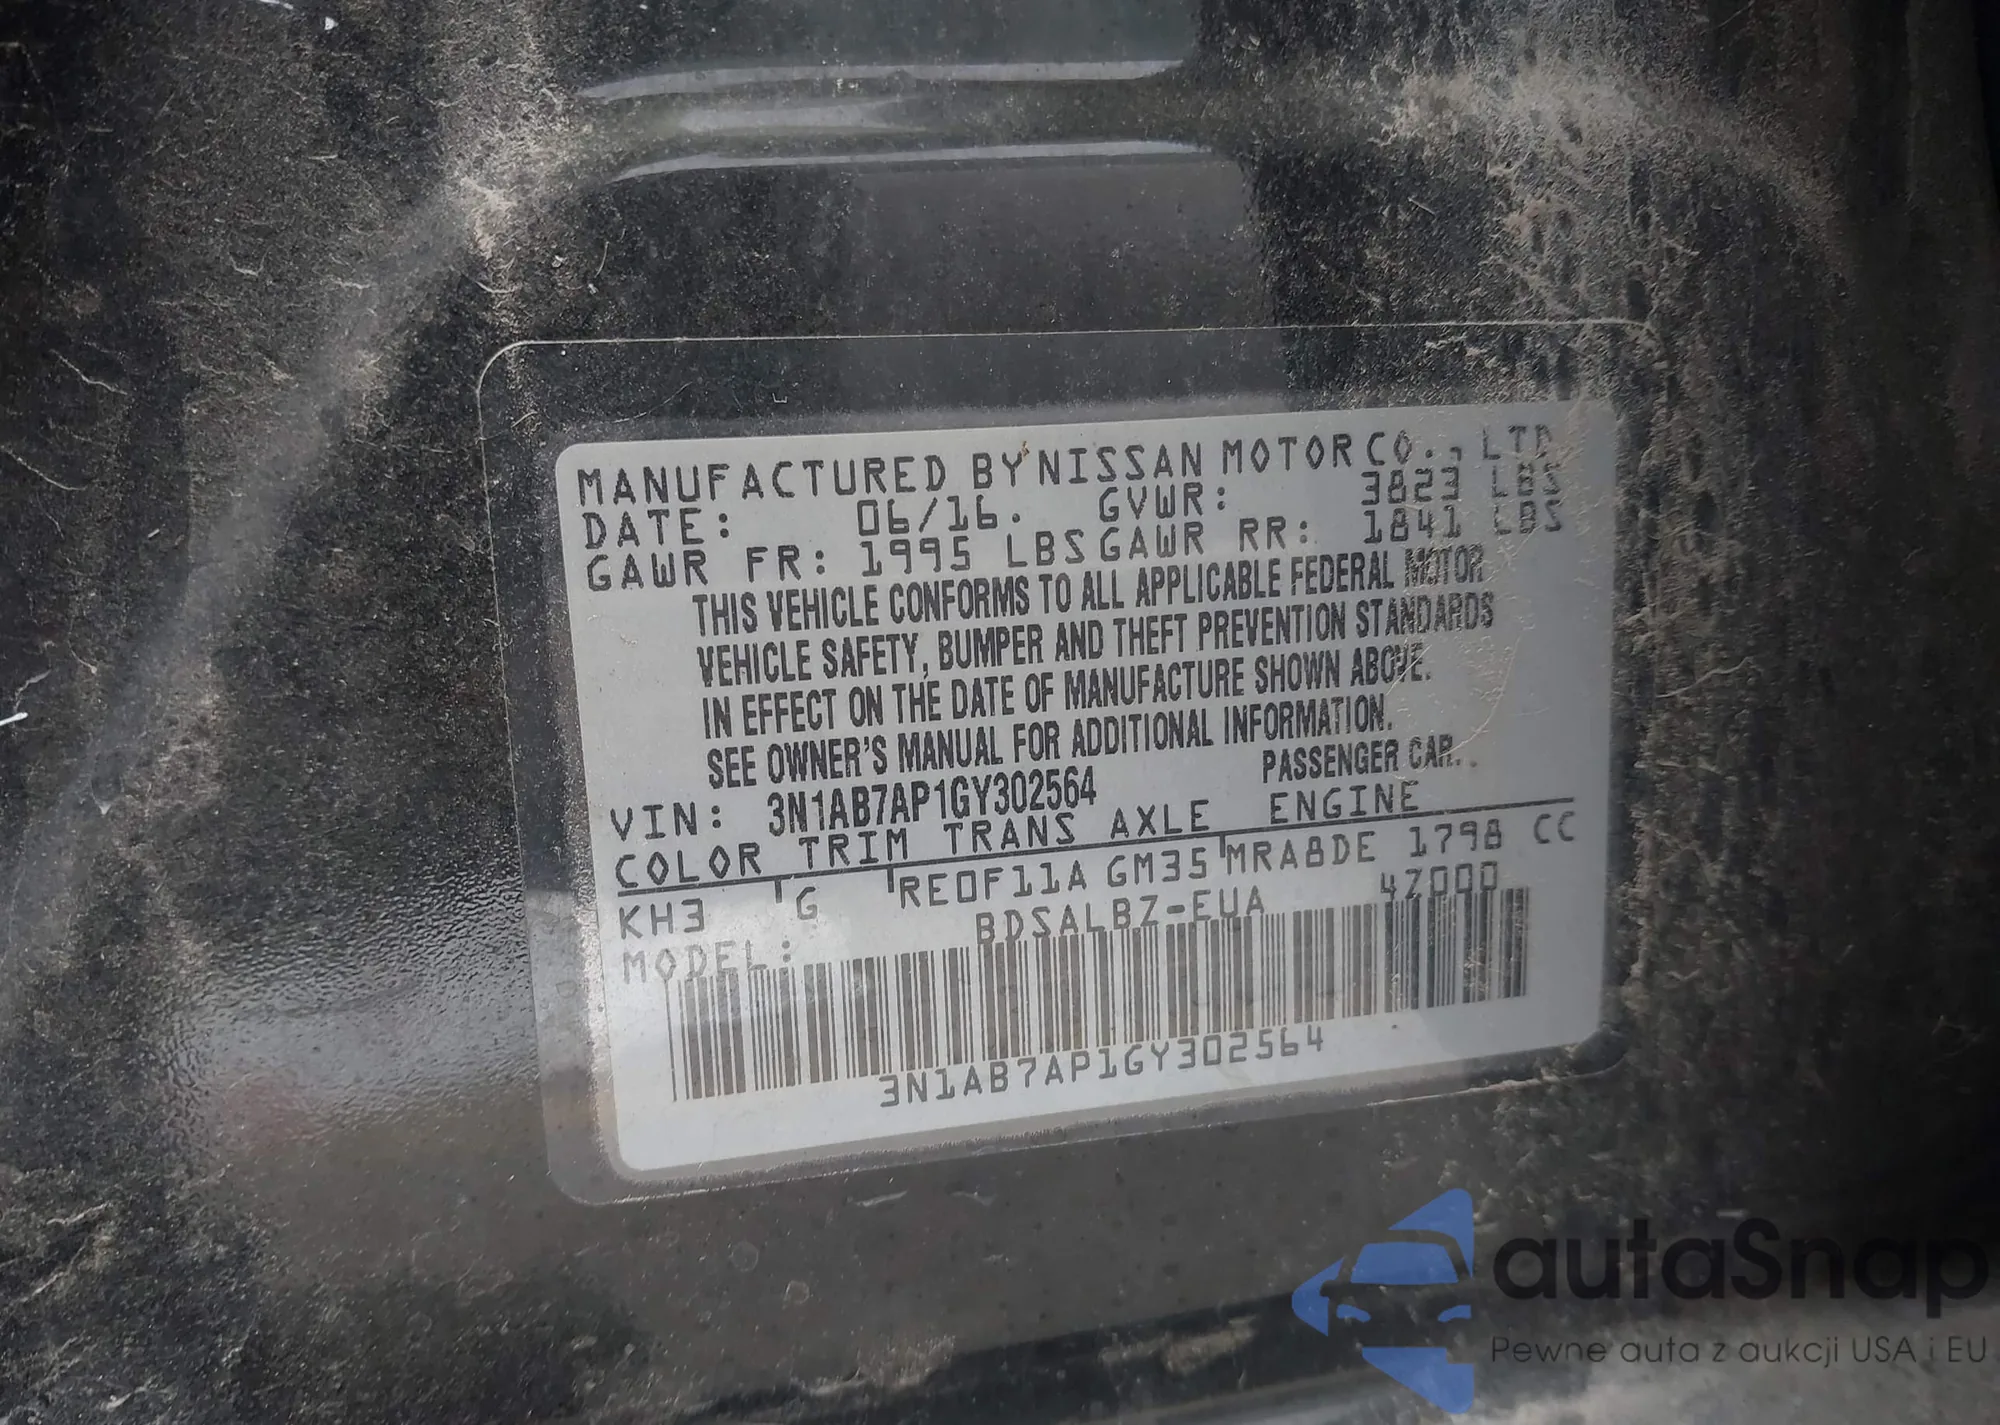 MANUFACTURED BY NISSAN MOTOR CO., LTD
DATE: 06/16. GVWR: 3823 LBS
GAWR FR: 1995 LBS GAWR RR: 1841 LBS
THIS VEHICLE CONFORMS TO ALL APPLICABLE FEDERAL MOTOR
VEHICLE SAFETY, BUMPER AND THEFT PREVENTION STANDARDS
IN EFFECT ON THE DATE OF MANUFACTURE SHOWN ABOVE.
SEE OWNER'S MANUAL FOR ADDITIONAL INFORMATION.
VIN: 3N1AB7AP1GY302564 PASSENGER CAR.
COLOR TRIM TRANS AXLE ENGINE
KH3 G RE0F11A GM35 MRA8DE 1798 CC
MODEL: BDSALBZ-EUA 4Z000
3N1AB7AP1GY302564
autaSnap
Pewne auta z aukcji USA i EU